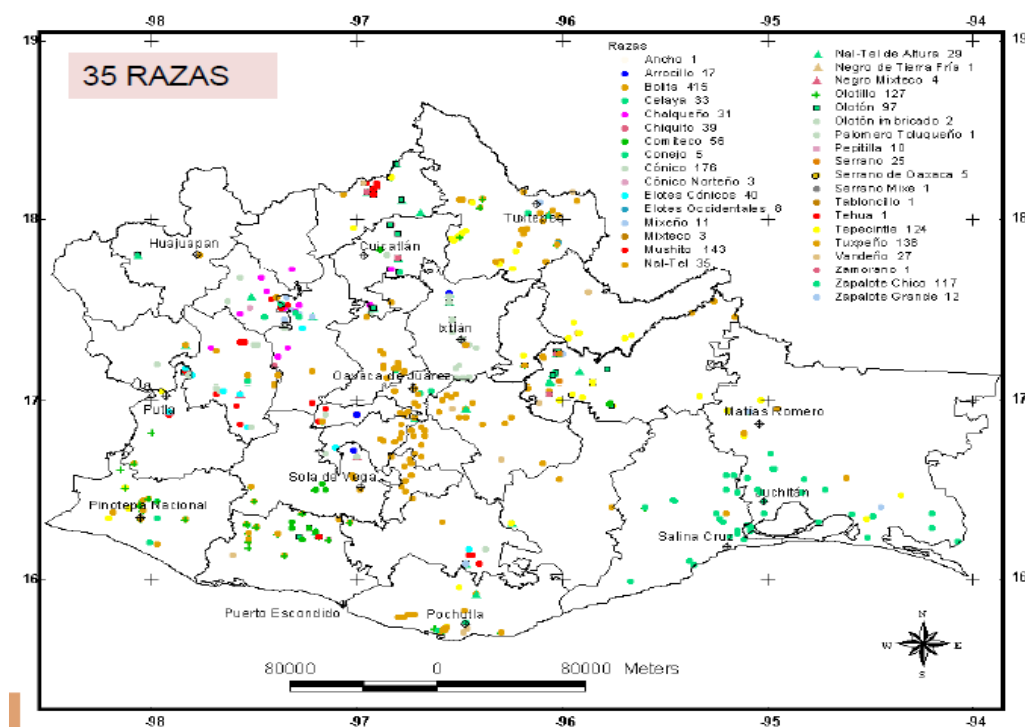 -98 -97 -96 -95 -94
19 19
35 RAZAS
Razas
Ancho 1
Arrocillo 17
Bolita 415
Celaya 33
Chalqueño 31
Chiquito 39
Comiteco 56
Conejo 5
Cónico 176
Cónico Norteño 3
Elotes Cónicos 40
Elotes Occidentales 8
Mixeño 11
Mixteco 3
Mushito 143
Nal-Tel 35
Nal-Tel de Altura 29
Negro de Tierra Fría 1
Negro Mixteco 4
Olotillo 127
Olotón 97
Olotón imbricado 2
Palomero Toluqueño 1
Pepitilla 10
Serrano 25
Serrano de Oaxaca 5
Serrano Mixe 1
Tabloncillo 1
Tehua 1
Tepecintle 124
Tuxpeño 138
Vandeño 27
Zamorano 1
Zapalote Chico 117
Zapalote Grande 12
18 18
Tuxtepec
Huajuapan
Cuicatlán
Ixtlán
Oaxaca de Juárez
17 17
Putla
Matías Romero
Sola de Vega
Pinotepa Nacional
Juchitán
Salina Cruz
16 16
Puerto Escondido
Pochutla
N
W E
S
80000 0 80000 Meters
-98 -97 -96 -95 -94